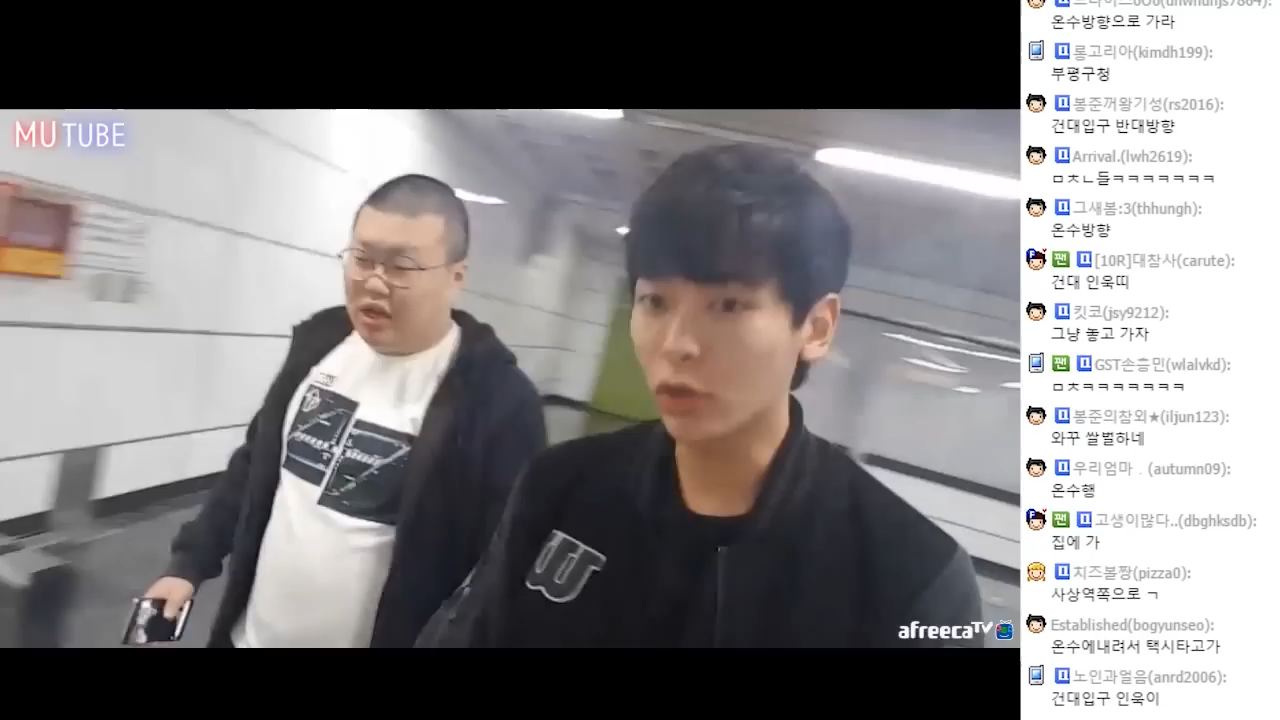 MU TUBE
afreecaTV
온수방향으로 가라
롱고리아(kimdh199):
부평구청
봉준꺼왕기성(rs2016):
건대입구 반대방향
Arrival.(lwh2619):
ㅁㅊㄴ들ㅋㅋㅋㅋㅋㅋㅋ
그새봄:3(thhungh):
온수방향
팬 [10R]대참사(carute):
건대 인욱띠
킷코(jsy9212):
그냥 놓고 가자
팬 GST손흥민(wlalvkd):
ㅁㅊㅋㅋㅋㅋㅋㅋㅋㅋ
봉준의참외★(iljun123):
와꾸 쌀벌하네
우리엄마﹒(autumn09):
온수행
팬 고생이많다..(dbghksdb):
집에 가
치즈볼짱(pizza0):
사상역쪽으로 ㄱ
Established(bogyunseo):
온수에내려서 택시타고가
노인과얼음(anrd2006):
건대입구 인욱이